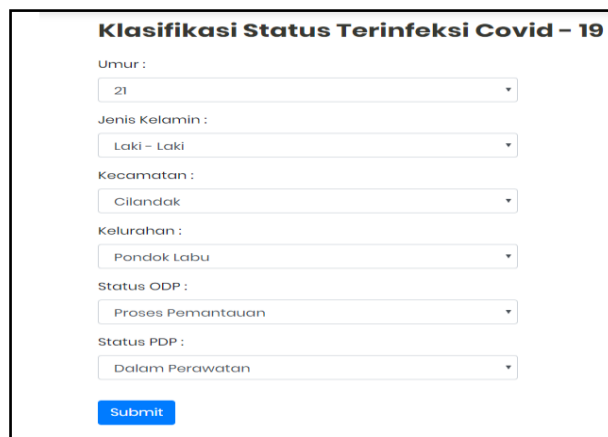 Klasifikasi Status Terinfeksi Covid - 19
Umur :
21
Jenis Kelamin :
Laki - Laki
Kecamatan :
Cilandak
Kelurahan :
Pondok Labu
Status ODP :
Proses Pemantauan
Status PDP :
Dalam Perawatan
Submit